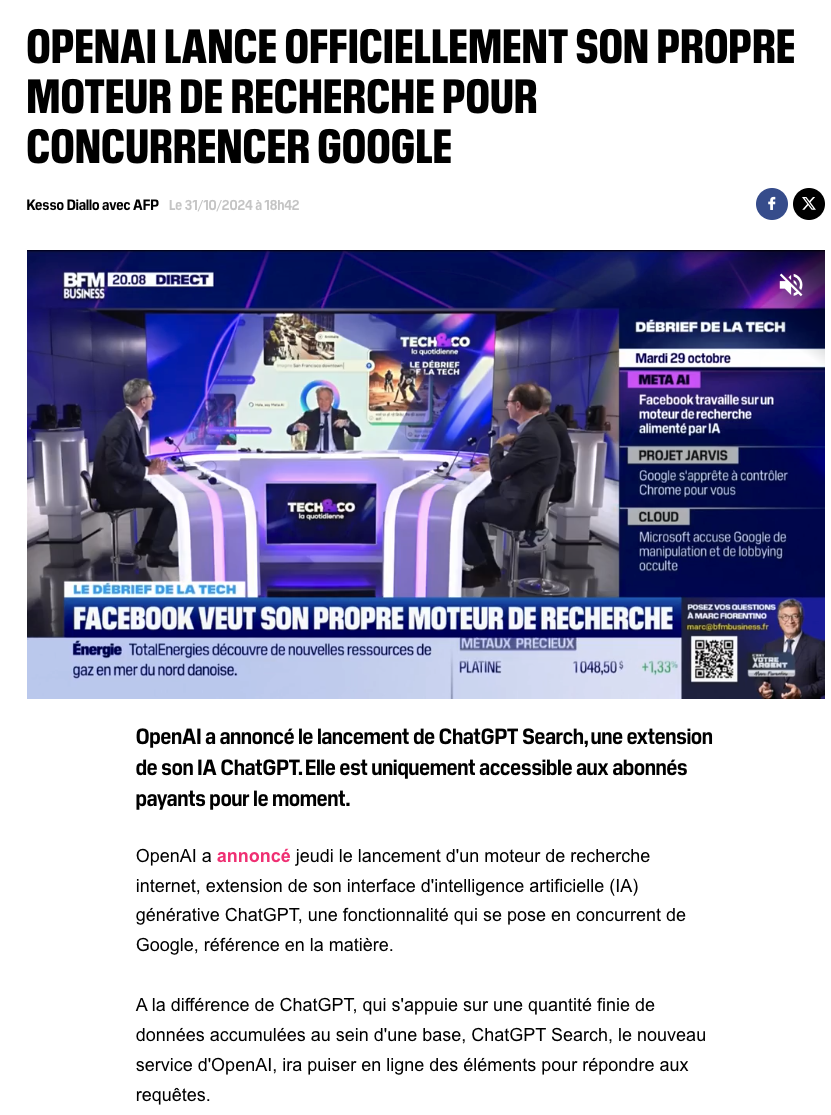 OPENAI LANCE OFFICIELLEMENT SON PROPRE
MOTEUR DE RECHERCHE POUR
CONCURRENCER GOOGLE
Kesso Diallo avec AFP Le 31/10/2024 à 18h42
BFM
BUSINESS
20.08 DIRECT
TECH&CO
la quotidienne
LE DÉBRIEF
DE LA TECH
TECH&CO
la quotidienne
DÉBRIEF DE LA TECH
Mardi 29 octobre
META AI
Facebook travaille sur un
moteur de recherche
alimenté par IA
PROJET JARVIS
Google s'apprête à contrôler
Chrome pour vous
CLOUD
Microsoft accuse Google de
manipulation et de lobbying
occulte
LE DÉBRIEF DE LA TECH
FACEBOOK VEUT SON PROPRE MOTEUR DE RECHERCHE
Énergie TotalEnergies découvre de nouvelles ressources de
gaz en mer du nord danoise.
MÉTAUX PRÉCIEUX
PLATINE 1 048,50 $ +1,33%
POSEZ VOS QUESTIONS
À MARC FIORENTINO
marc@bfmbusiness.fr
C'EST
VOTRE
ARGENT
Marc Fiorentino
OpenAI a annoncé le lancement de ChatGPT Search, une extension
de son IA ChatGPT. Elle est uniquement accessible aux abonnés
payants pour le moment.
OpenAI a annoncé jeudi le lancement d'un moteur de recherche
internet, extension de son interface d'intelligence artificielle (IA)
générative ChatGPT, une fonctionnalité qui se pose en concurrent de
Google, référence en la matière.
A la différence de ChatGPT, qui s'appuie sur une quantité finie de
données accumulées au sein d'une base, ChatGPT Search, le nouveau
service d'OpenAI, ira puiser en ligne des éléments pour répondre aux
requêtes.